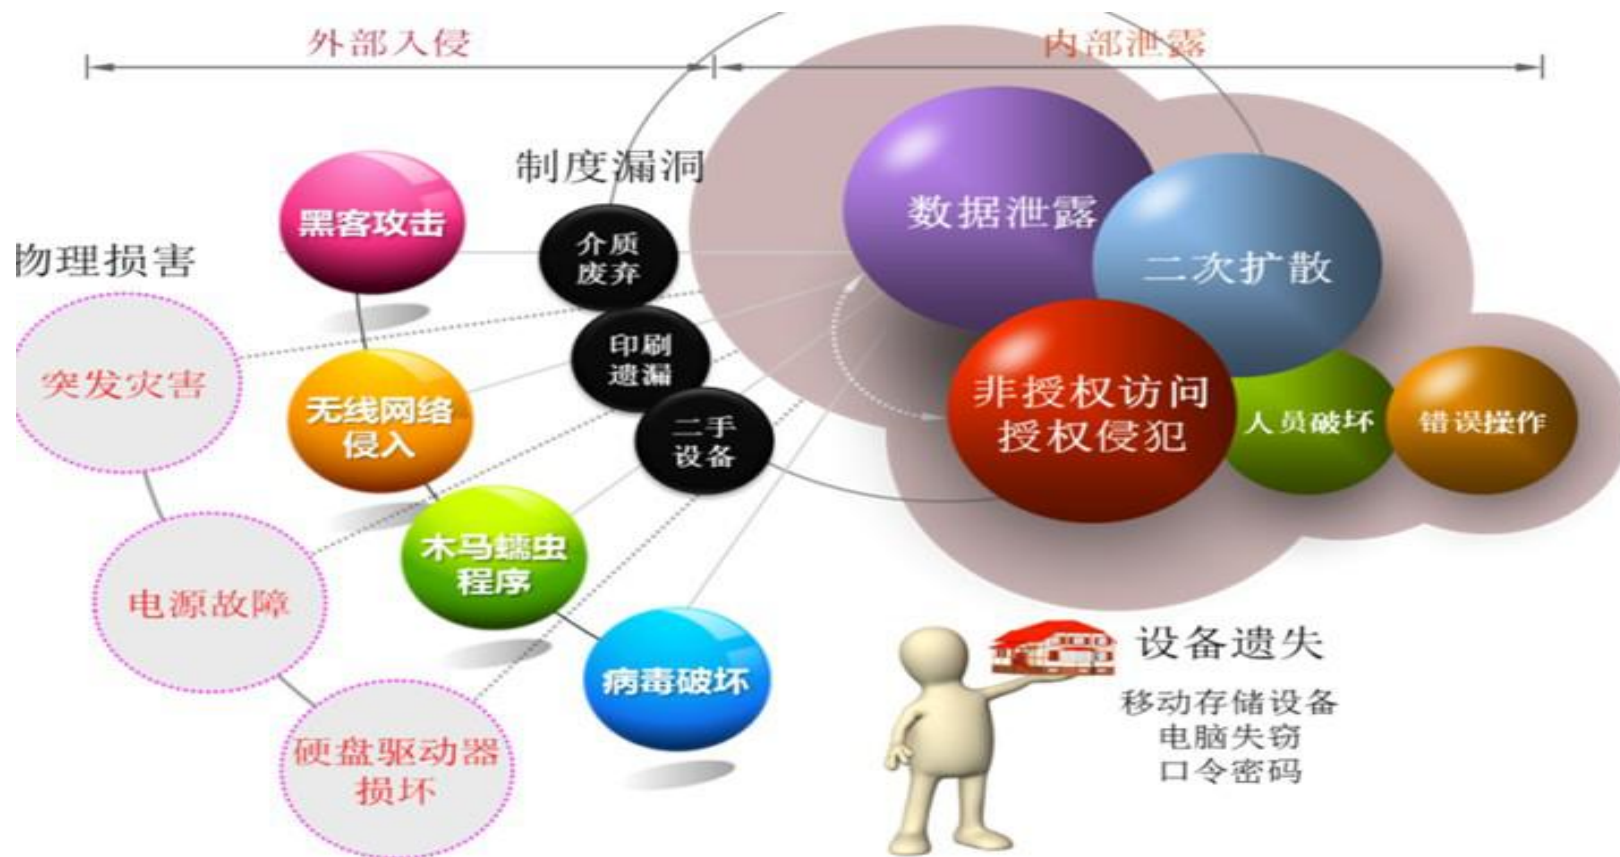 外部入侵
内部泄露
制度漏洞
黑客攻击
数据泄露
介质
废弃
物理损害
二次扩散
印刷
遗漏
突发灾害
无线网络
侵入
非授权访问
授权侵犯
人员破坏
错误操作
二手
设备
木马蠕虫
程序
电源故障
病毒破坏
设备遗失
移动存储设备
电脑失窃
口令密码
硬盘驱动器
损坏